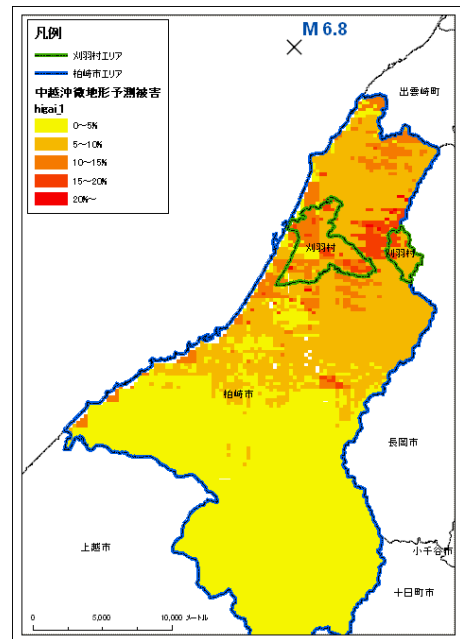 凡例
刈羽村エリア
柏崎市エリア
中越沖微地形予測被害
higai_1
0～5%
5～10%
10～15%
15～20%
20%～
M 6.8
出雲崎町
刈羽村
刈羽村
柏崎市
長岡市
上越市
小千谷市
十日町市
0 5,000 10,000 メートル